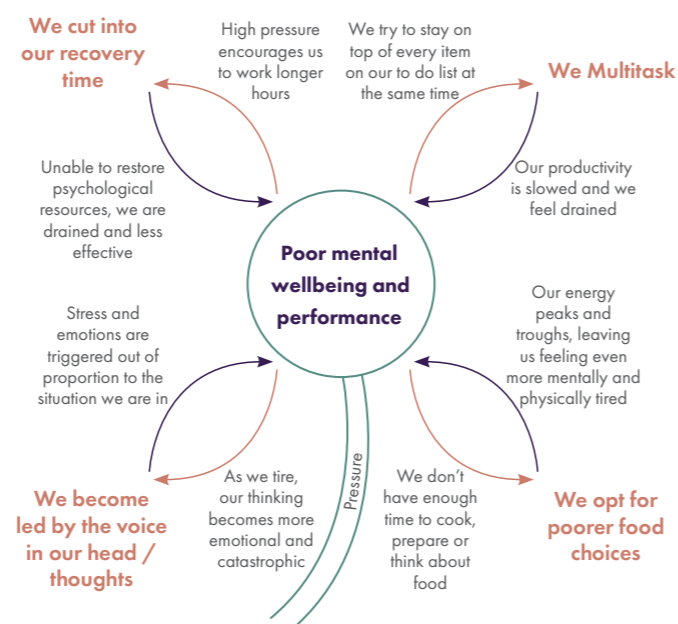 We cut into
our recovery
time
High pressure
encourages us
to work longer
hours
We try to stay on
top of every item
on our to do list at
the same time
We Multitask
Unable to restore
psychological
resources, we are
drained and less
effective
Our productivity
is slowed and we
feel drained
Poor mental
wellbeing and
performance
Stress and
emotions are
triggered out of
proportion to the
situation we are in
Our energy
peaks and
troughs, leaving
us feeling even
more mentally and
physically tired
We become
led by the voice
in our head /
thoughts
As we tire,
our thinking
becomes more
emotional and
catastrophic
Pressure
We don't
have enough
time to cook,
prepare or
think about
food
We opt for
poorer food
choices